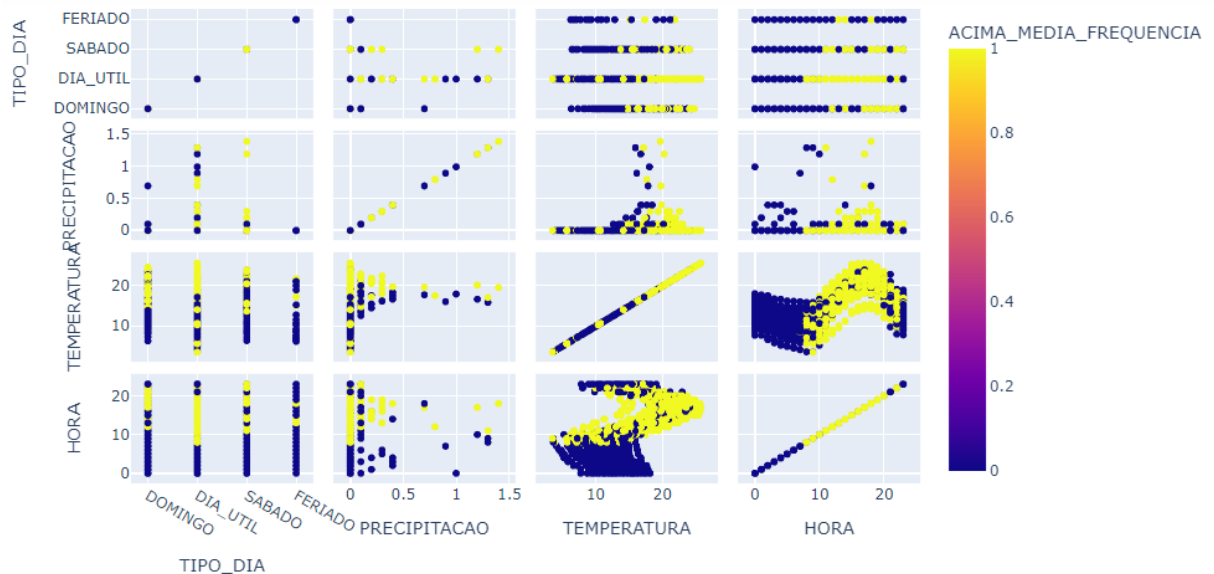 ACIMA_MEDIA_FREQUENCIA
TIPO_DIA
FERIADO
SABADO
DIA_UTIL
DOMINGO
PRECIPITACAO
1.5
1
0.5
0
TEMPERATURA
20
10
HORA
20
10
0
DOMINGO
DIA_UTIL
SABADO
FERIADO
TIPO_DIA
0 0.5 1 1.5
PRECIPITACAO
10 20
TEMPERATURA
0 10 20
HORA
1
0.8
0.6
0.4
0.2
0